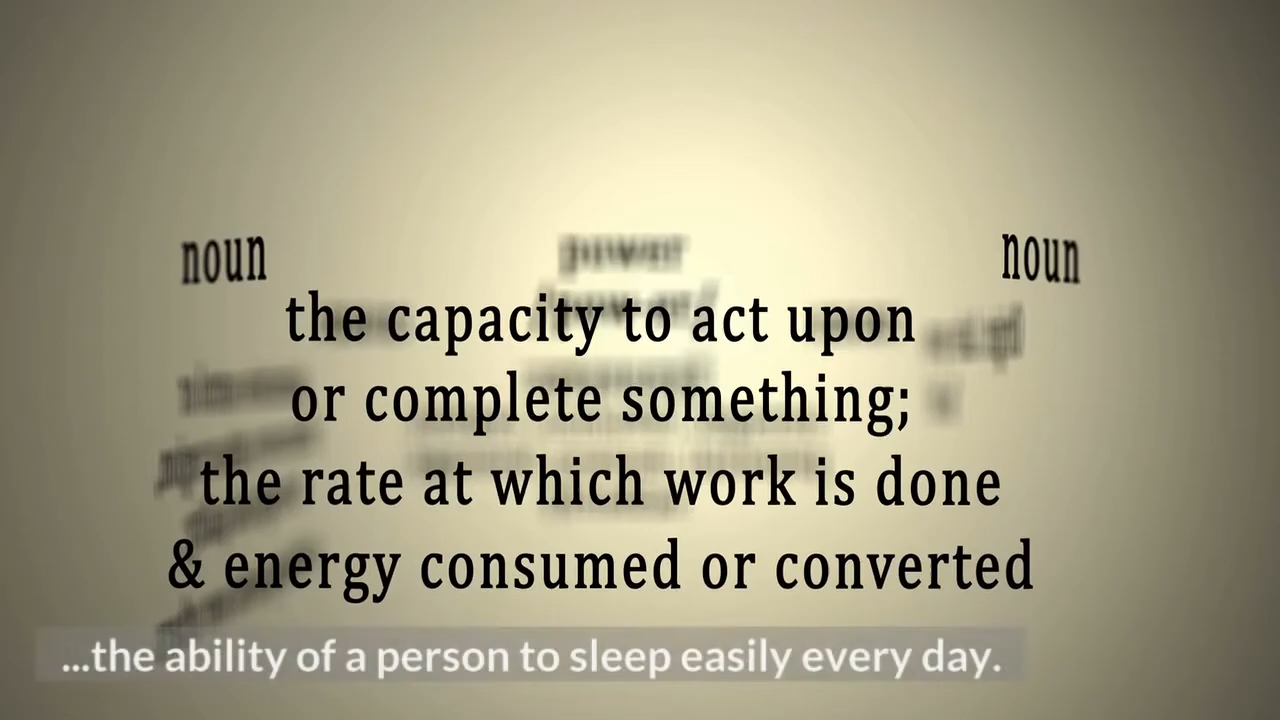 noun
power
noun
the capacity to act upon
or complete something;
the rate at which work is done
& energy consumed or converted
...the ability of a person to sleep easily every day.